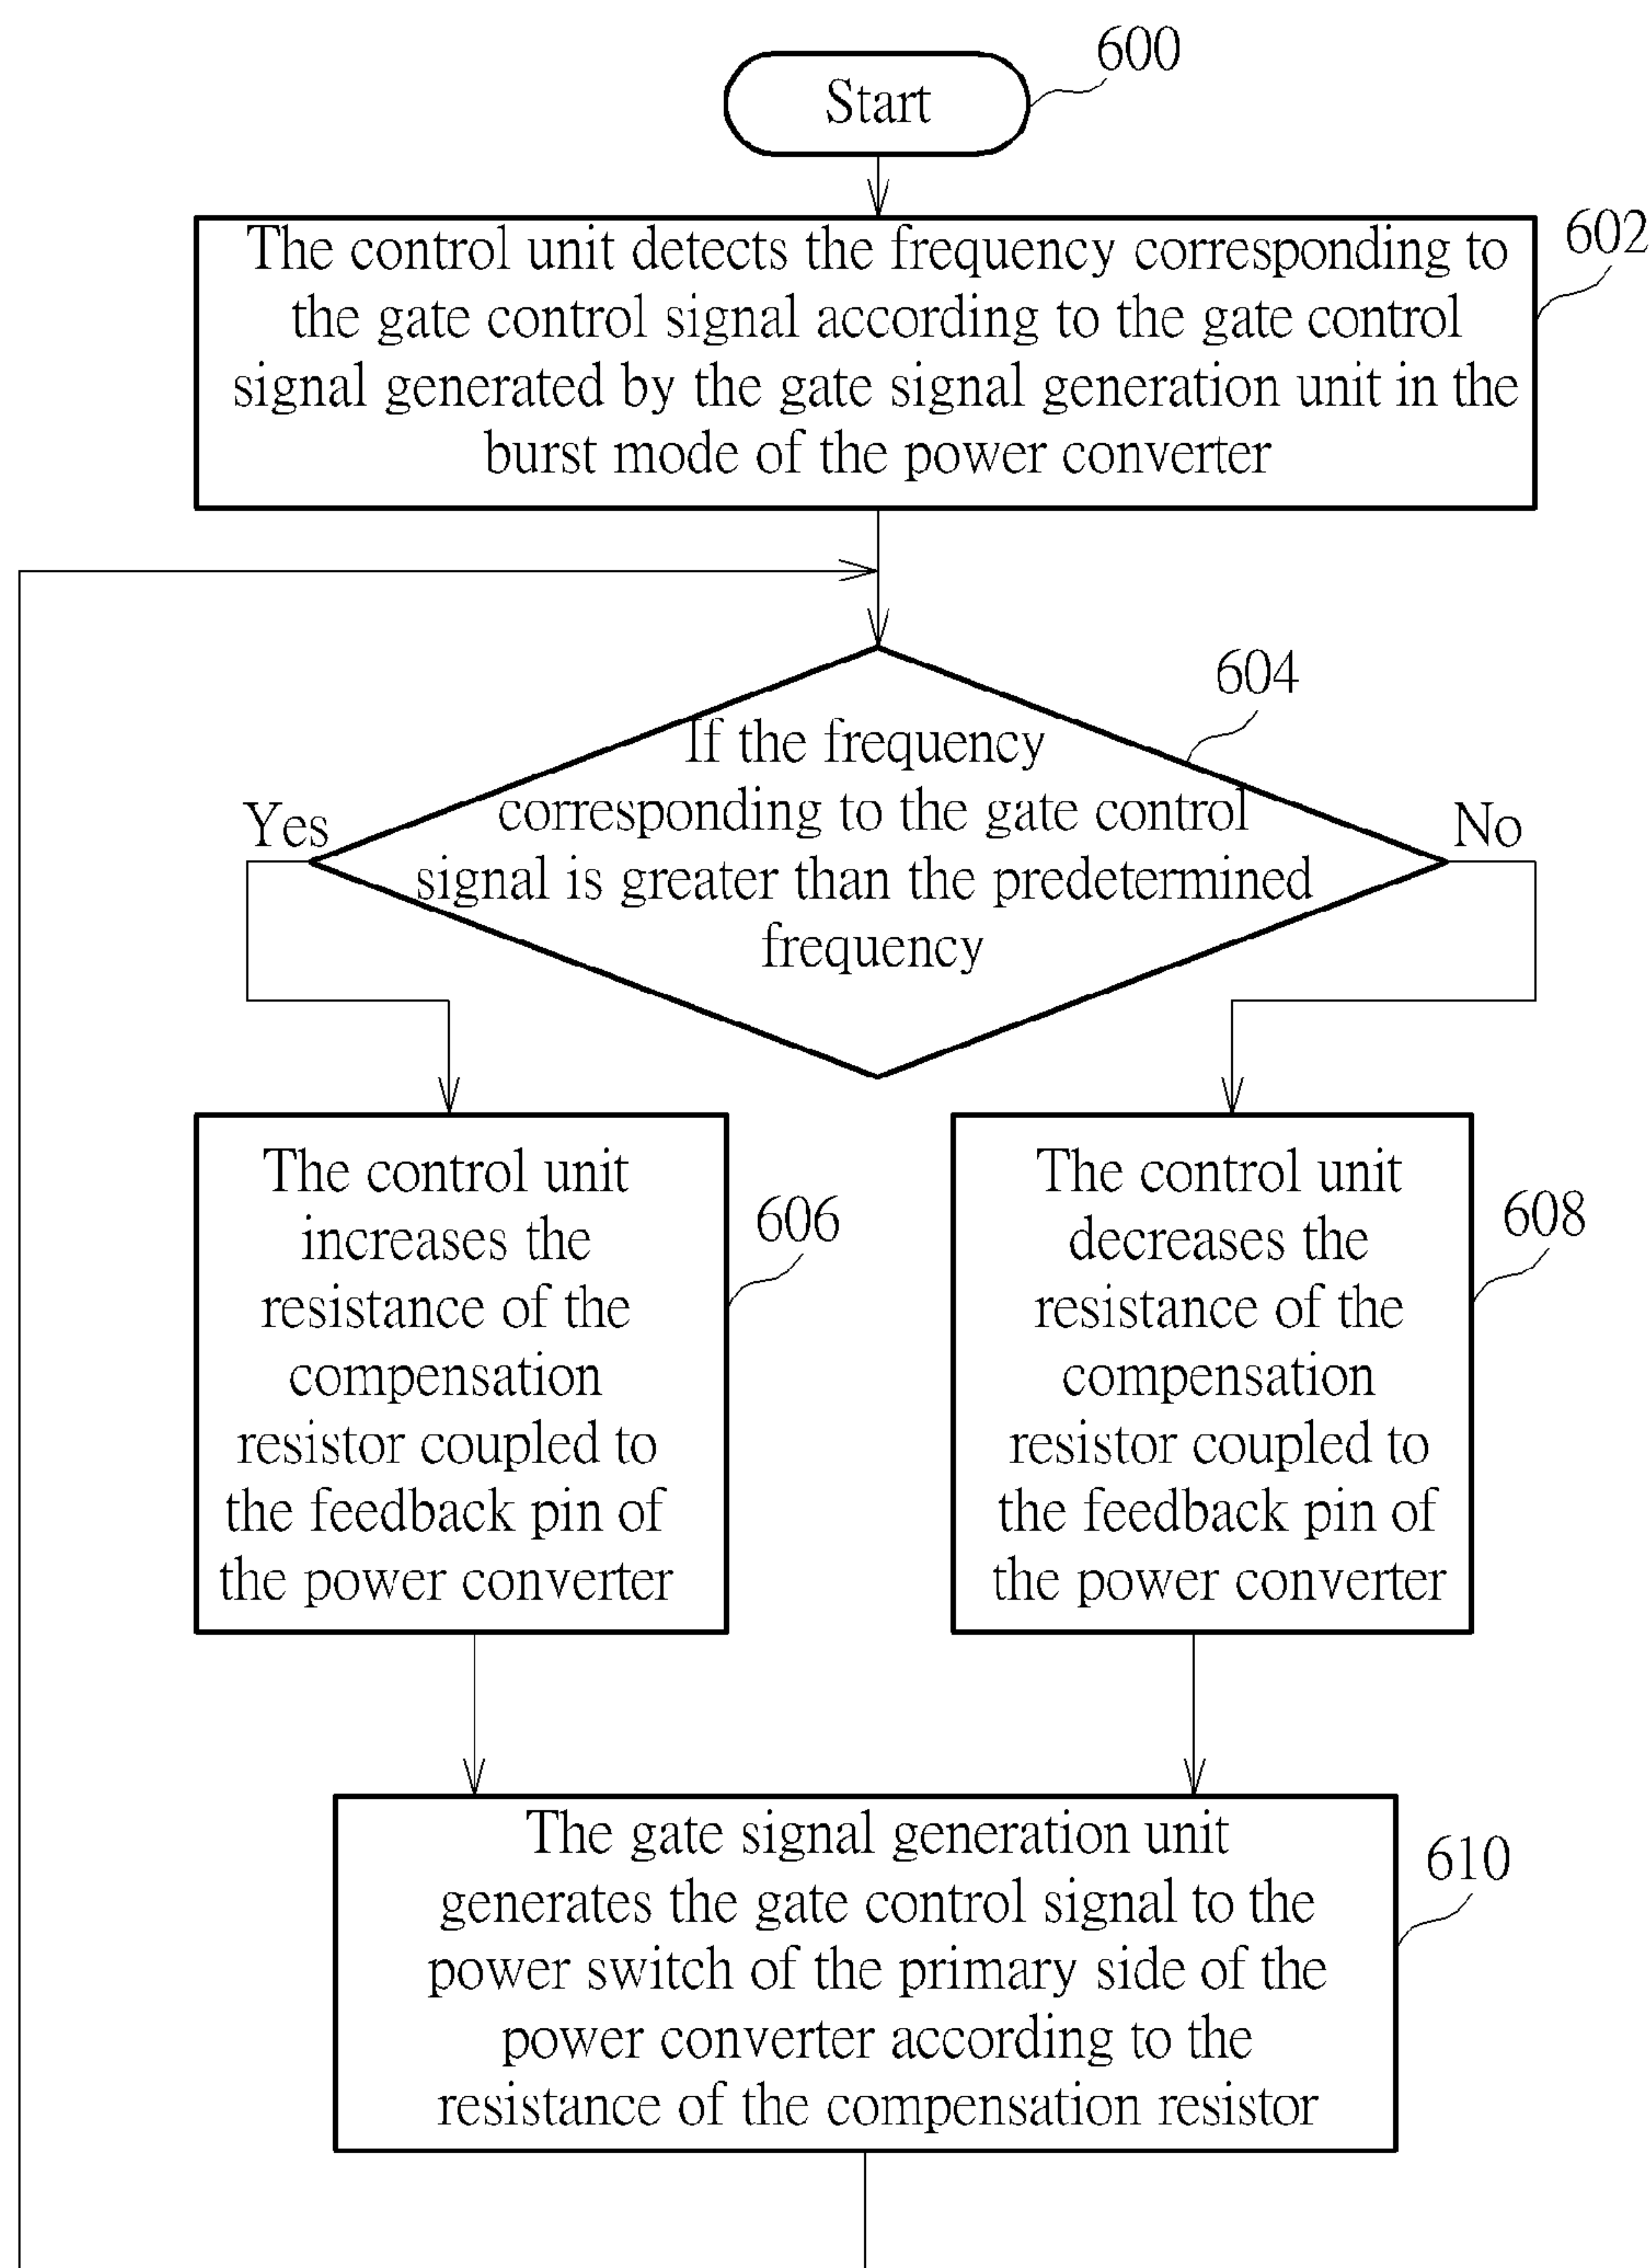 Start
600
The control unit detects the frequency corresponding to
the gate control signal according to the gate control
signal generated by the gate signal generation unit in the
burst mode of the power converter
602
If the frequency
corresponding to the gate control
signal is greater than the predetermined
frequency
604
Yes
No
The control unit
increases the
resistance of the
compensation
resistor coupled to
the feedback pin of
the power converter
606
The control unit
decreases the
resistance of the
compensation
resistor coupled to
the feedback pin of
the power converter
608
The gate signal generation unit
generates the gate control signal to the
power switch of the primary side of the
power converter according to the
resistance of the compensation resistor
610